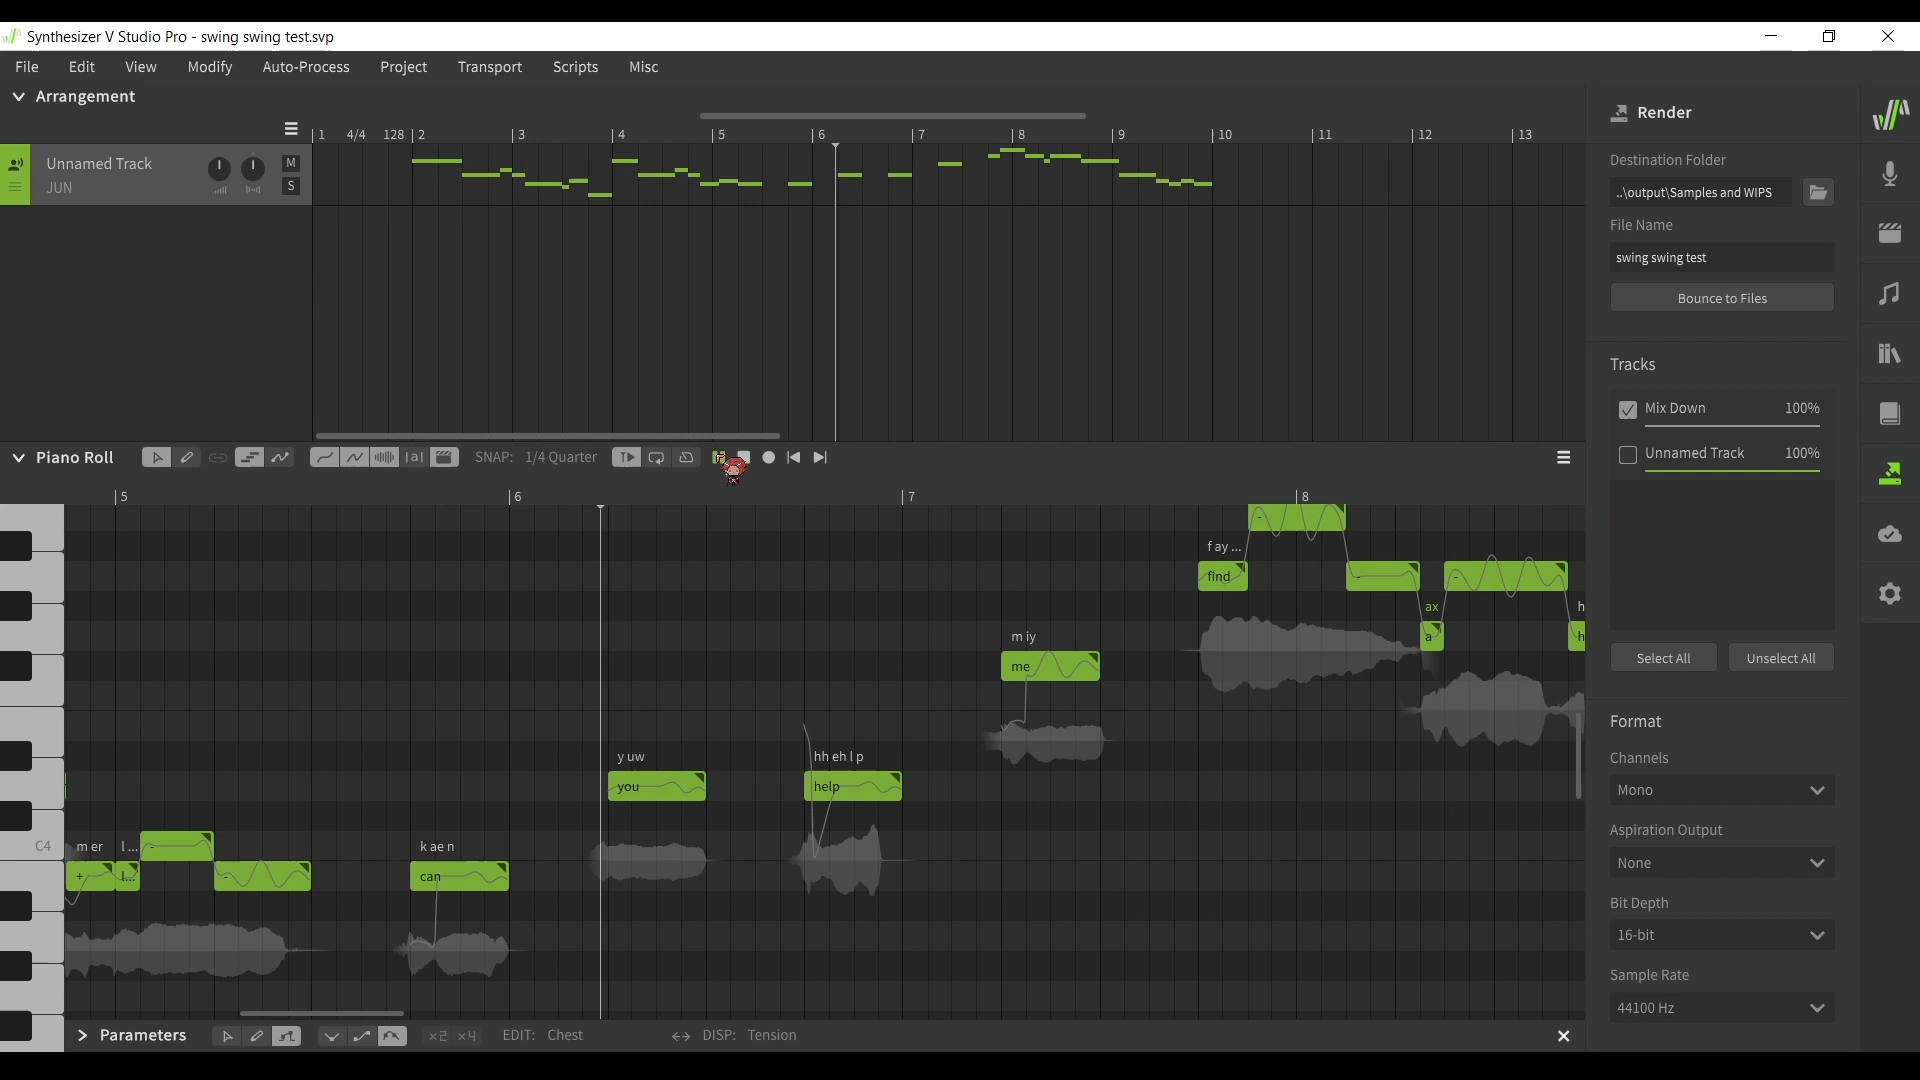 Synthesizer V Studio Pro - swing swing test.svp
File Edit View Modify Auto-Process Project Transport Scripts Misc
Arrangement
1 4/4 128 2 3 4 5 6 7 8 9 10 11 12 13
Unnamed Track M
JUN S
Piano Roll |a| SNAP: 1/4 Quarter
5 6 7 8
f ay ...
find - -
- -
ax h
a h
m iy
me
y uw hh eh l p
you help
C4 m er l ... - k ae n
+ l... - can
Parameters x2 x4 EDIT: Chest DISP: Tension
Render
Destination Folder
..\output\Samples and WIPS
File Name
swing swing test
Bounce to Files
Tracks
Mix Down 100%
Unnamed Track 100%
Select All Unselect All
Format
Channels
Mono
Aspiration Output
None
Bit Depth
16-bit
Sample Rate
44100 Hz